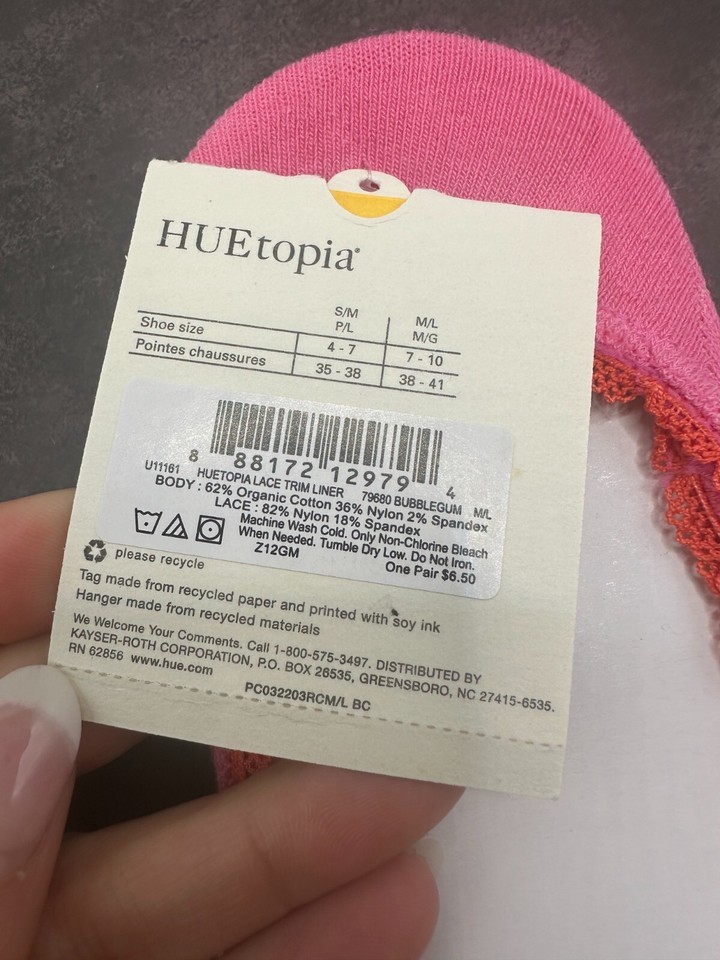 HUEtopia®
S/M M/L
P/L M/G
Shoe size 4 - 7 7 - 10
Pointes chaussures 35 - 38 38 - 41
8 88172 12979 4
U11161 HUETOPIA LACE TRIM LINER 79680 BUBBLEGUM M/L
BODY : 62% Organic Cotton 36% Nylon 2% Spandex
LACE : 82% Nylon 18% Spandex
Machine Wash Cold. Only Non-Chlorine Bleach
When Needed. Tumble Dry Low. Do Not Iron.
Z12GM One Pair $6.50
please recycle
Tag made from recycled paper and printed with soy ink
Hanger made from recycled materials
We Welcome Your Comments. Call 1-800-575-3497. DISTRIBUTED BY
KAYSER-ROTH CORPORATION, P.O. BOX 26535, GREENSBORO, NC 27415-6535.
RN 62856 www.hue.com
PC032203RCM/L BC